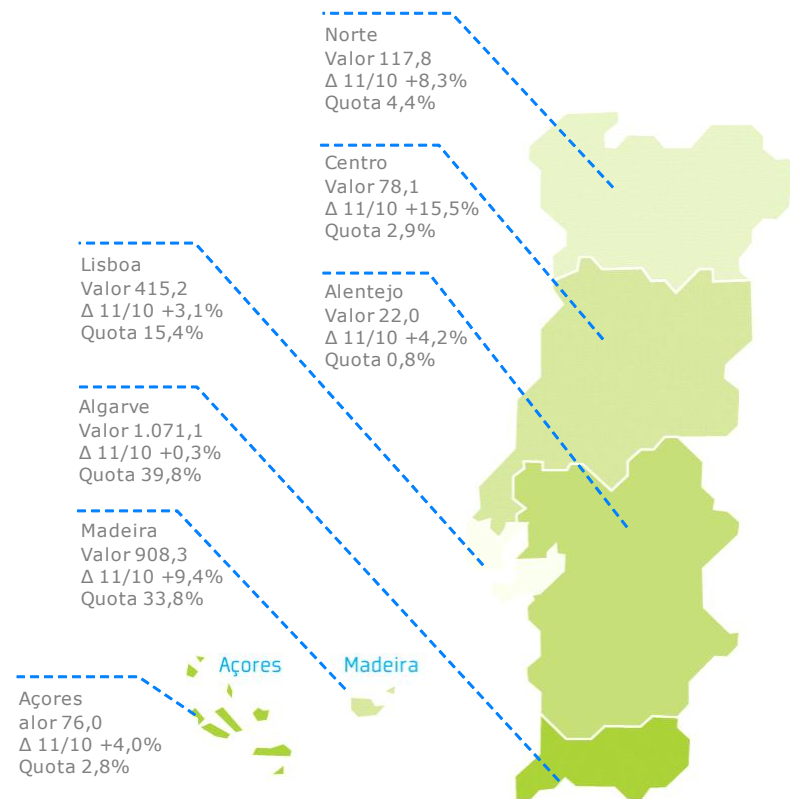 Norte
Valor 117,8
Δ 11/10 +8,3%
Quota 4,4%
Centro
Valor 78,1
Δ 11/10 +15,5%
Quota 2,9%
Lisboa
Valor 415,2
Δ 11/10 +3,1%
Quota 15,4%
Alentejo
Valor 22,0
Δ 11/10 +4,2%
Quota 0,8%
Algarve
Valor 1.071,1
Δ 11/10 +0,3%
Quota 39,8%
Madeira
Valor 908,3
Δ 11/10 +9,4%
Quota 33,8%
Açores
Madeira
Açores
alor 76,0
Δ 11/10 +4,0%
Quota 2,8%